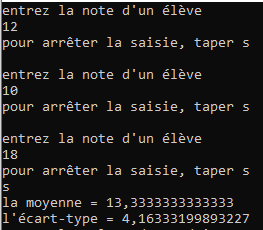 entrez la note d'un élève
12
pour arrêter la saisie, taper s
entrez la note d'un élève
10
pour arrêter la saisie, taper s
entrez la note d'un élève
18
pour arrêter la saisie, taper s
s
la moyenne = 13,3333333333333
l'écart-type = 4,16333199893227